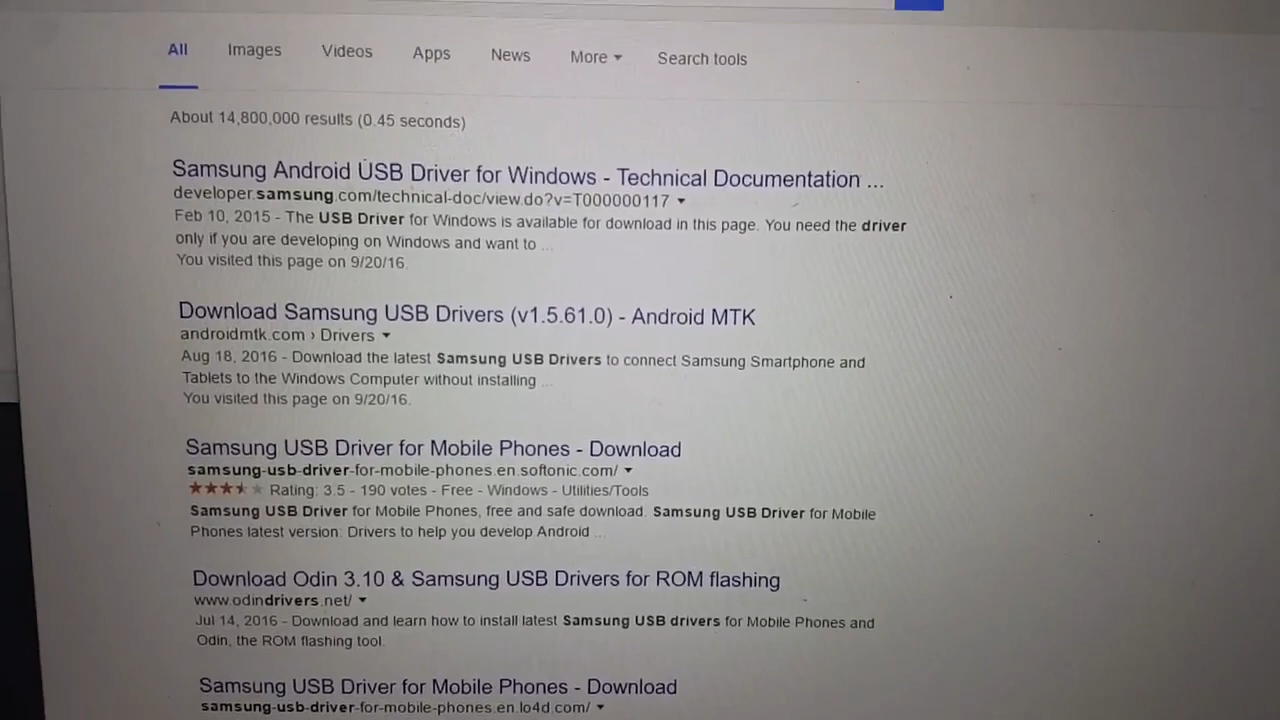 All Images Videos Apps News More Search tools
About 14,800,000 results (0.45 seconds)
Samsung Android USB Driver for Windows - Technical Documentation ...
developer.samsung.com/technical-doc/view.do?v=T000000117
Feb 10, 2015 - The USB Driver for Windows is available for download in this page. You need the driver
only if you are developing on Windows and want to ...
You visited this page on 9/20/16.
Download Samsung USB Drivers (v1.5.61.0) - Android MTK
androidmtk.com › Drivers
Aug 18, 2016 - Download the latest Samsung USB Drivers to connect Samsung Smartphone and
Tablets to the Windows Computer without installing ...
You visited this page on 9/20/16.
Samsung USB Driver for Mobile Phones - Download
samsung-usb-driver-for-mobile-phones.en.softonic.com/
Rating: 3.5 - 190 votes - Free - Windows - Utilities/Tools
Samsung USB Driver for Mobile Phones, free and safe download. Samsung USB Driver for Mobile
Phones latest version: Drivers to help you develop Android ...
Download Odin 3.10 & Samsung USB Drivers for ROM flashing
www.odindrivers.net/
Jul 14, 2016 - Download and learn how to install latest Samsung USB drivers for Mobile Phones and
Odin, the ROM flashing tool.
Samsung USB Driver for Mobile Phones - Download
samsung-usb-driver-for-mobile-phones.en.lo4d.com/